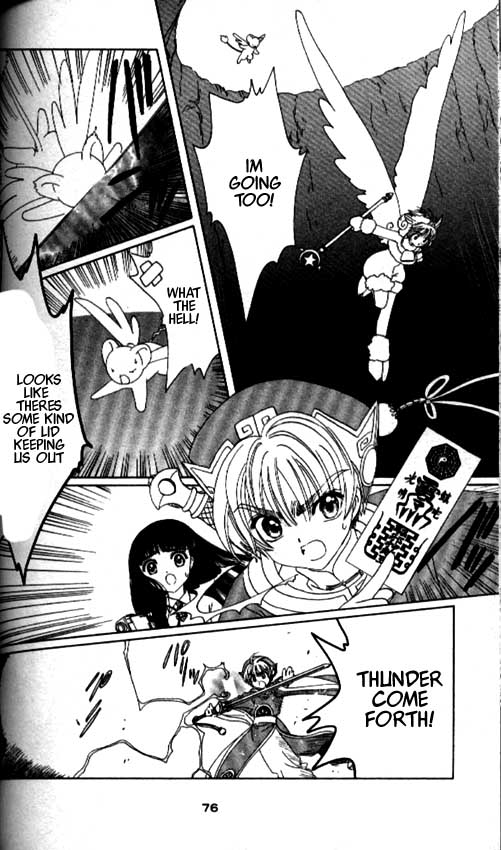 IM
GOING
TOO!
WHAT
THE
HELL!
LOOKS
LIKE
THERES
SOME KIND
OF LID
KEEPING
US OUT
THUNDER
COME
FORTH!
76